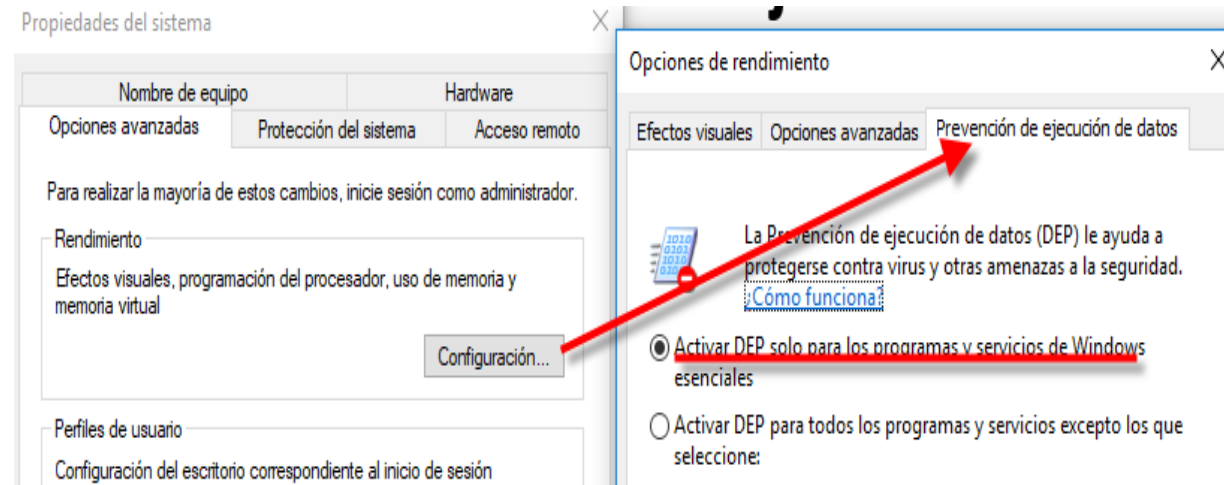 Propiedades del sistema
Nombre de equipo
Hardware
Opciones avanzadas
Protección del sistema
Acceso remoto
Para realizar la mayoría de estos cambios, inicie sesión como administrador.
Rendimiento
Efectos visuales, programación del procesador, uso de memoria y
memoria virtual
Configuración...
Perfiles de usuario
Configuración del escritorio correspondiente al inicio de sesión
Opciones de rendimiento
Efectos visuales
Opciones avanzadas
Prevención de ejecución de datos
La Prevención de ejecución de datos (DEP) le ayuda a
protegerse contra virus y otras amenazas a la seguridad.
¿Cómo funciona?
Activar DEP solo para los programas y servicios de Windows
esenciales
Activar DEP para todos los programas y servicios excepto los que
seleccione: